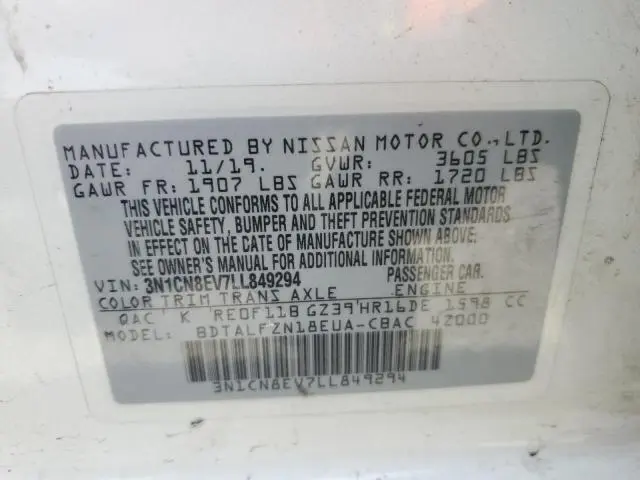 MANUFACTURED BY NISSAN MOTOR CO.,LTD.
DATE: 11/19. GVWR: 3605 LBS
GAWR FR: 1907 LBS GAWR RR: 1720 LBS
THIS VEHICLE CONFORMS TO ALL APPLICABLE FEDERAL MOTOR
VEHICLE SAFETY, BUMPER AND THEFT PREVENTION STANDARDS
IN EFFECT ON THE DATE OF MANUFACTURE SHOWN ABOVE.
SEE OWNER'S MANUAL FOR ADDITIONAL INFORMATION.
VIN: 3N1CN8EV7LL849294 PASSENGER CAR.
COLOR TRIM TRANS AXLE ENGINE
QAC K RE0F11B GZ39 HR16DE 1598 CC
MODEL: BDTALFZN18EUA-CBAC 42000
3N1CN8EV7LL849294